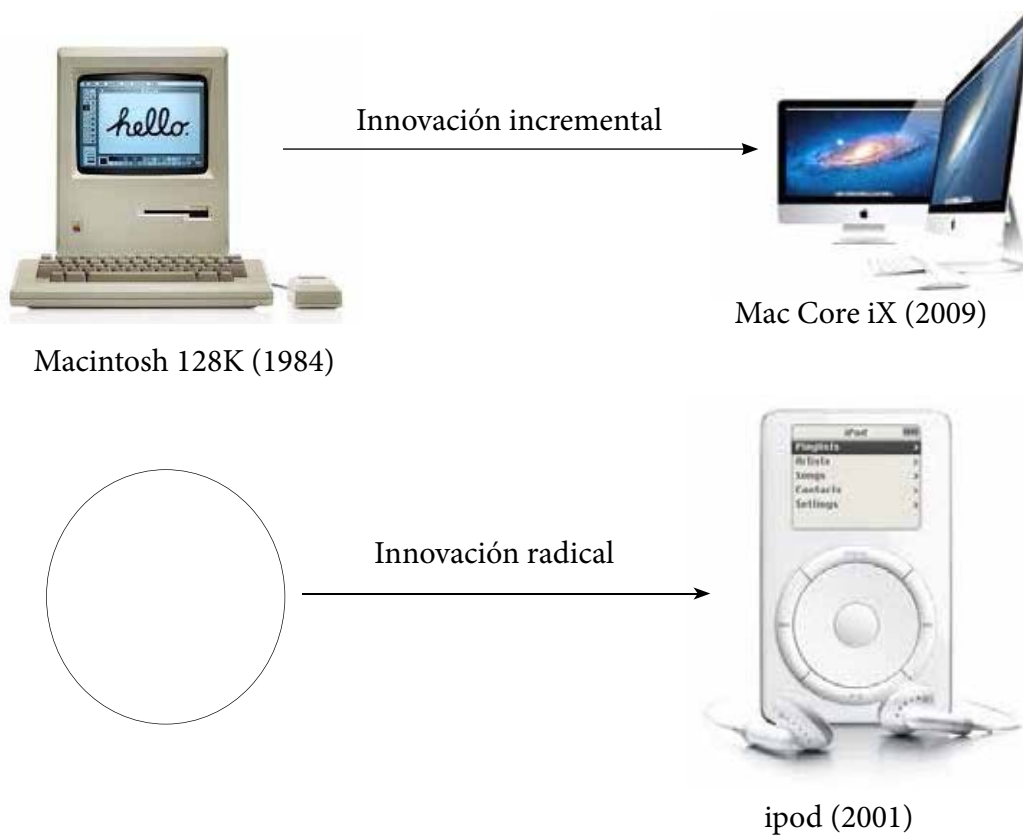 hello.
Innovación incremental
Mac Core iX (2009)
Macintosh 128K (1984)
iPod
Playlists >
Artists >
Songs >
Contacts >
Settings >
Innovación radical
ipod (2001)